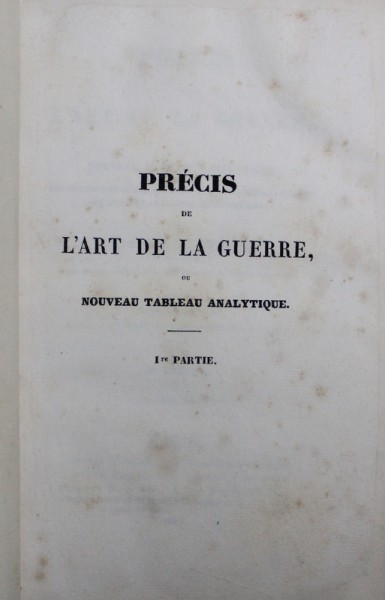 PRÉCIS
DE
L'ART DE LA GUERRE,
OU
NOUVEAU TABLEAU ANALYTIQUE.
Ire PARTIE.